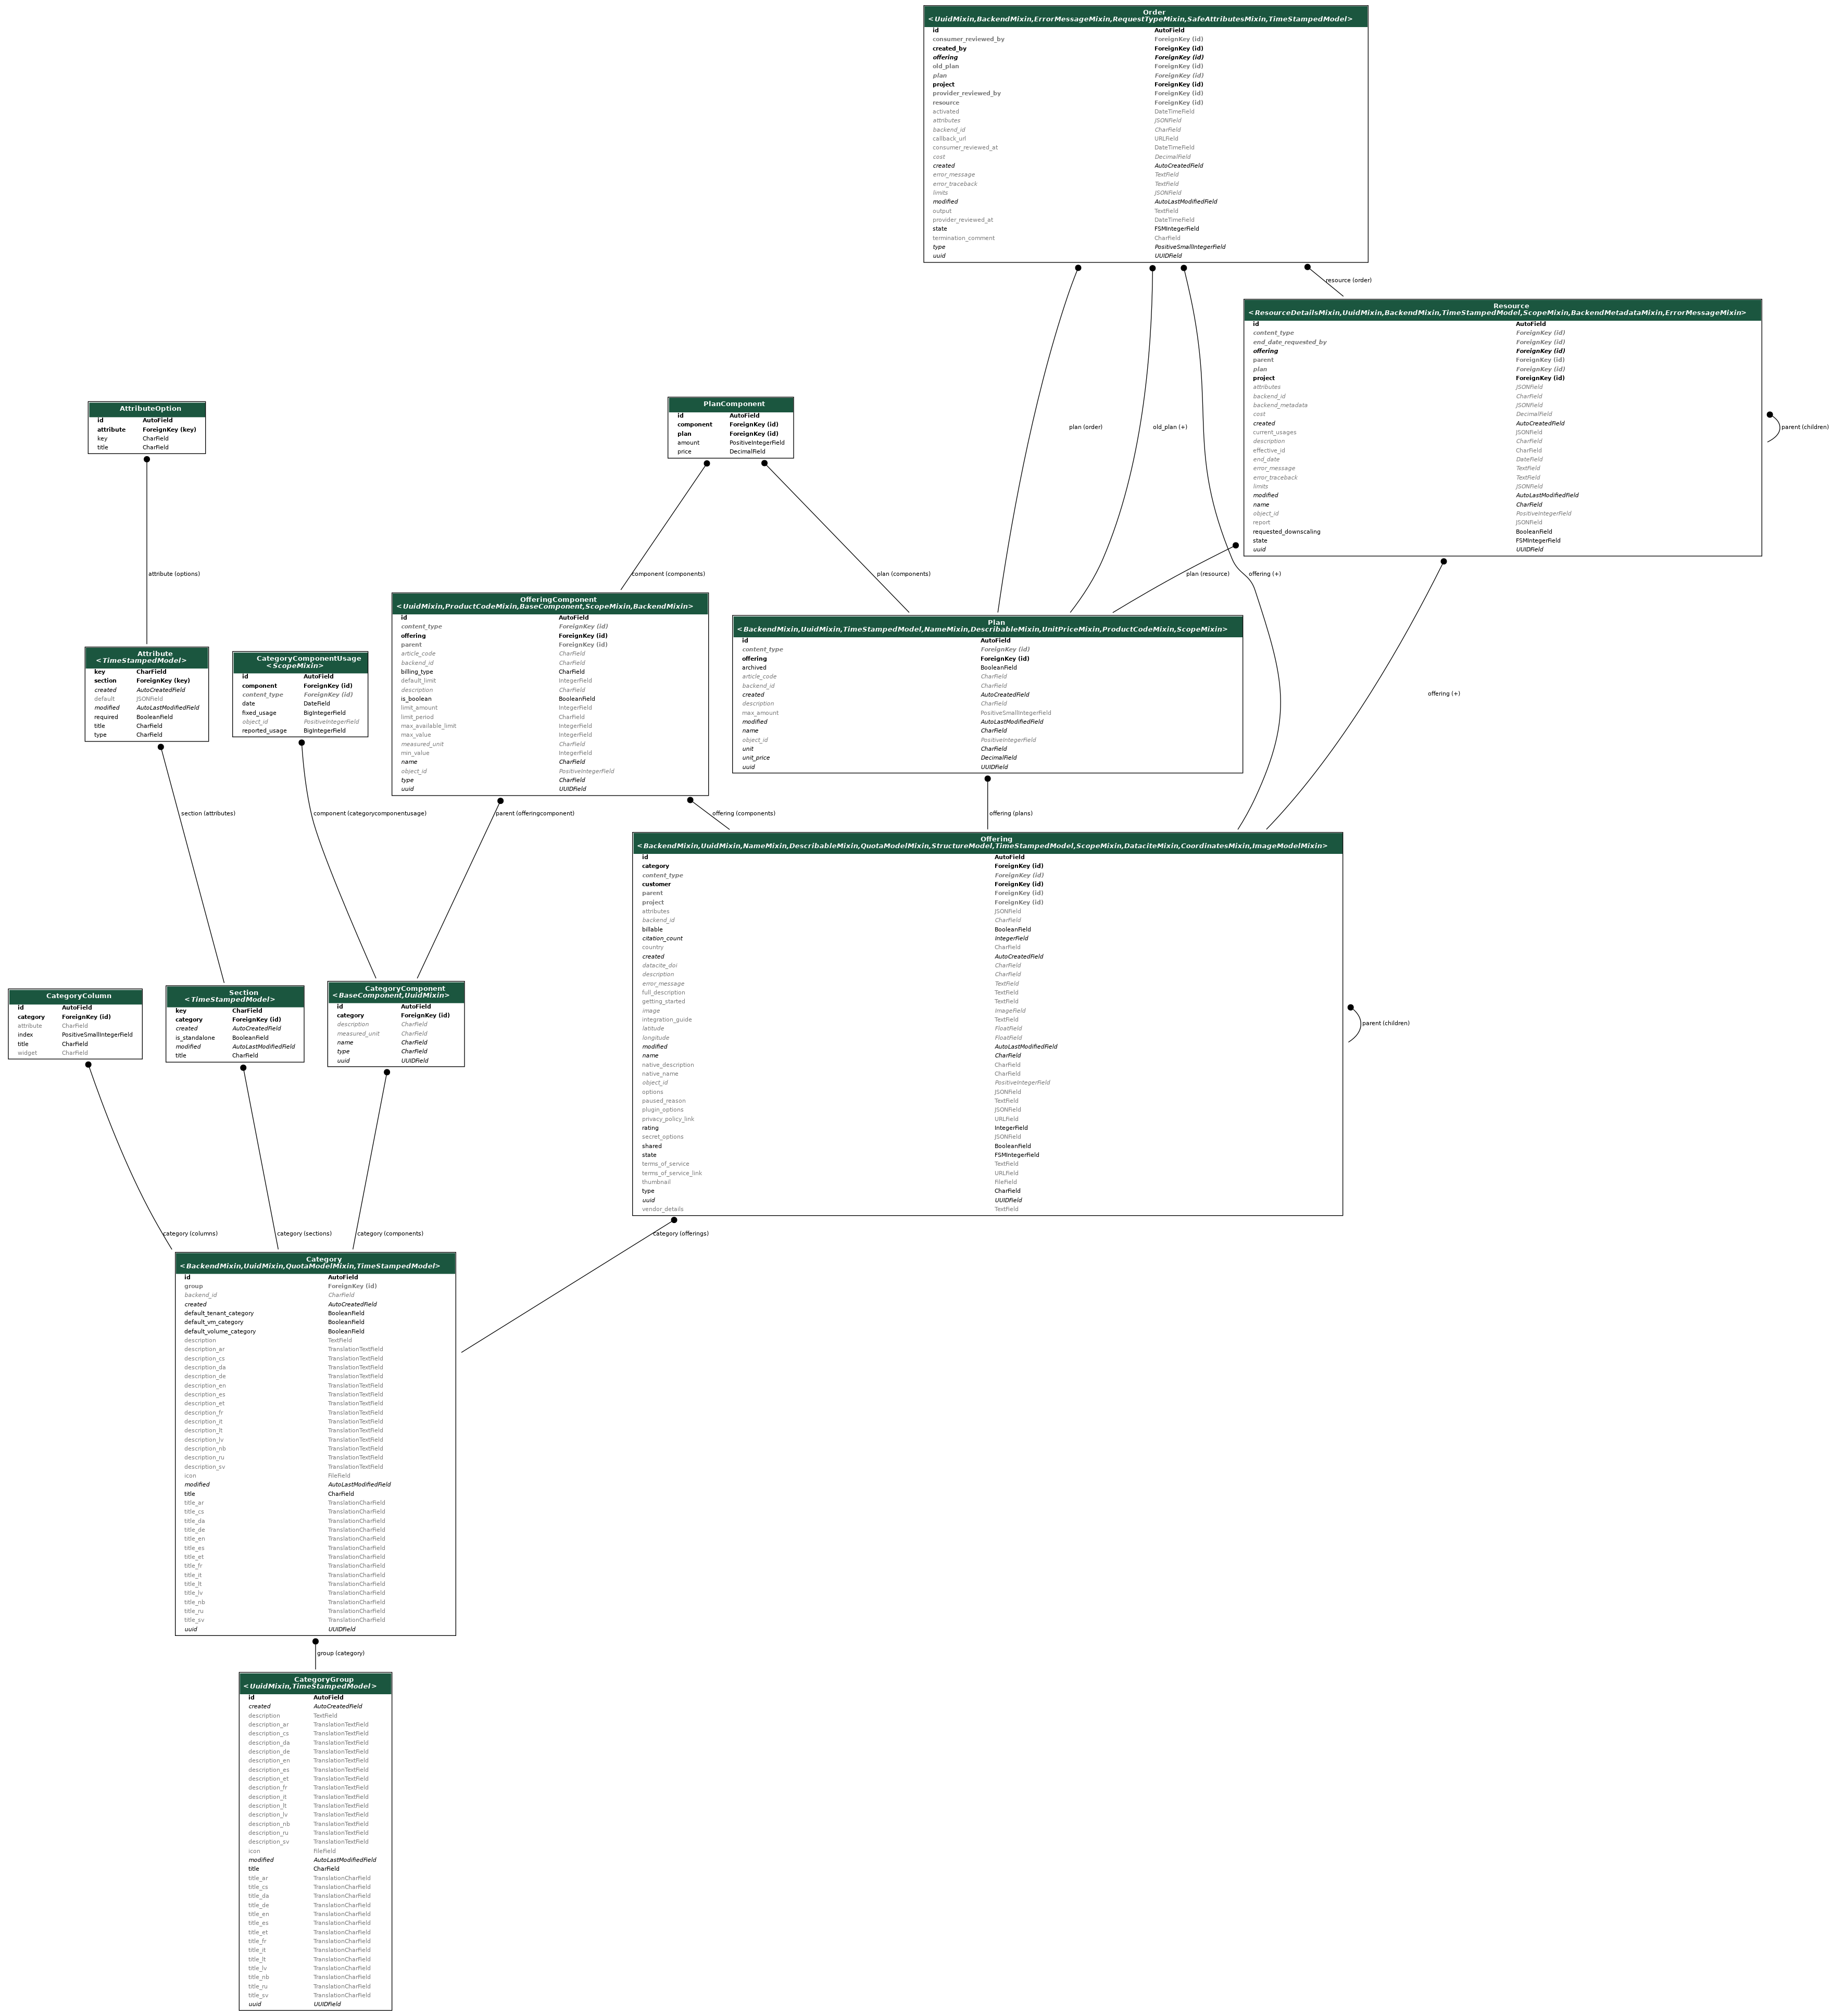 Order
<UuidMixin,BackendMixin,ErrorMessageMixin,RequestTypeMixin,SafeAttributesMixin,TimeStampedModel>
id AutoField
consumer_reviewed_by ForeignKey (id)
created_by ForeignKey (id)
offering ForeignKey (id)
old_plan ForeignKey (id)
plan ForeignKey (id)
project ForeignKey (id)
provider_reviewed_by ForeignKey (id)
resource ForeignKey (id)
activated DateTimeField
attributes JSONField
backend_id CharField
callback_url URLField
consumer_reviewed_at DateTimeField
cost DecimalField
created AutoCreatedField
error_message TextField
error_traceback TextField
limits JSONField
modified AutoLastModifiedField
output TextField
provider_reviewed_at DateTimeField
state FSMIntegerField
termination_comment CharField
type PositiveSmallIntegerField
uuid UUIDField
resource (order)
Resource
<ResourceDetailsMixin,UuidMixin,BackendMixin,TimeStampedModel,ScopeMixin,BackendMetadataMixin,ErrorMessageMixin>
id AutoField
content_type ForeignKey (id)
end_date_requested_by ForeignKey (id)
offering ForeignKey (id)
parent ForeignKey (id)
plan ForeignKey (id)
project ForeignKey (id)
attributes JSONField
backend_id CharField
backend_metadata JSONField
cost DecimalField
created AutoCreatedField
current_usages JSONField
description CharField
effective_id CharField
end_date DateField
error_message TextField
error_traceback TextField
limits JSONField
modified AutoLastModifiedField
name CharField
object_id PositiveIntegerField
report JSONField
requested_downscaling BooleanField
state FSMIntegerField
uuid UUIDField
parent (children)
AttributeOption
id AutoField
attribute ForeignKey (key)
key CharField
title CharField
PlanComponent
id AutoField
component ForeignKey (id)
plan ForeignKey (id)
amount PositiveIntegerField
price DecimalField
plan (order)
old_plan (+)
attribute (options)
component (components)
plan (components)
plan (resource)
offering (+)
OfferingComponent
<UuidMixin,ProductCodeMixin,BaseComponent,ScopeMixin,BackendMixin>
id AutoField
content_type ForeignKey (id)
offering ForeignKey (id)
parent ForeignKey (id)
article_code CharField
backend_id CharField
billing_type CharField
default_limit IntegerField
description CharField
is_boolean BooleanField
limit_amount IntegerField
limit_period CharField
max_available_limit IntegerField
max_value IntegerField
measured_unit CharField
min_value IntegerField
name CharField
object_id PositiveIntegerField
type CharField
uuid UUIDField
Plan
<BackendMixin,UuidMixin,TimeStampedModel,NameMixin,DescribableMixin,UnitPriceMixin,ProductCodeMixin,ScopeMixin>
id AutoField
content_type ForeignKey (id)
offering ForeignKey (id)
archived BooleanField
article_code CharField
backend_id CharField
created AutoCreatedField
description CharField
max_amount PositiveSmallIntegerField
modified AutoLastModifiedField
name CharField
object_id PositiveIntegerField
unit CharField
unit_price DecimalField
uuid UUIDField
Attribute
<TimeStampedModel>
key CharField
section ForeignKey (key)
created AutoCreatedField
default JSONField
modified AutoLastModifiedField
required BooleanField
title CharField
type CharField
CategoryComponentUsage
<ScopeMixin>
id AutoField
component ForeignKey (id)
content_type ForeignKey (id)
date DateField
fixed_usage BigIntegerField
object_id PositiveIntegerField
reported_usage BigIntegerField
offering (+)
section (attributes)
component (categorycomponentusage)
parent (offeringcomponent)
offering (components)
offering (plans)
Offering
<BackendMixin,UuidMixin,NameMixin,DescribableMixin,QuotaModelMixin,StructureModel,TimeStampedModel,ScopeMixin,DataciteMixin,CoordinatesMixin,ImageModelMixin>
id AutoField
category ForeignKey (id)
content_type ForeignKey (id)
customer ForeignKey (id)
parent ForeignKey (id)
project ForeignKey (id)
attributes JSONField
backend_id CharField
billable BooleanField
citation_count IntegerField
country CharField
created AutoCreatedField
datacite_doi CharField
description CharField
error_message TextField
full_description TextField
getting_started TextField
image ImageField
integration_guide TextField
latitude FloatField
longitude FloatField
modified AutoLastModifiedField
name CharField
native_description CharField
native_name CharField
object_id PositiveIntegerField
options JSONField
paused_reason TextField
plugin_options JSONField
privacy_policy_link URLField
rating IntegerField
secret_options JSONField
shared BooleanField
state FSMIntegerField
terms_of_service TextField
terms_of_service_link URLField
thumbnail FileField
type CharField
uuid UUIDField
vendor_details TextField
parent (children)
CategoryColumn
id AutoField
category ForeignKey (id)
attribute CharField
index PositiveSmallIntegerField
title CharField
widget CharField
Section
<TimeStampedModel>
key CharField
category ForeignKey (id)
created AutoCreatedField
is_standalone BooleanField
modified AutoLastModifiedField
title CharField
CategoryComponent
<BaseComponent,UuidMixin>
id AutoField
category ForeignKey (id)
description CharField
measured_unit CharField
name CharField
type CharField
uuid UUIDField
category (columns)
category (sections)
category (components)
category (offerings)
Category
<BackendMixin,UuidMixin,QuotaModelMixin,TimeStampedModel>
id AutoField
group ForeignKey (id)
backend_id CharField
created AutoCreatedField
default_tenant_category BooleanField
default_vm_category BooleanField
default_volume_category BooleanField
description TextField
description_ar TranslationTextField
description_cs TranslationTextField
description_da TranslationTextField
description_de TranslationTextField
description_en TranslationTextField
description_es TranslationTextField
description_et TranslationTextField
description_fr TranslationTextField
description_it TranslationTextField
description_lt TranslationTextField
description_lv TranslationTextField
description_nb TranslationTextField
description_ru TranslationTextField
description_sv TranslationTextField
icon FileField
modified AutoLastModifiedField
title CharField
title_ar TranslationCharField
title_cs TranslationCharField
title_da TranslationCharField
title_de TranslationCharField
title_en TranslationCharField
title_es TranslationCharField
title_et TranslationCharField
title_fr TranslationCharField
title_it TranslationCharField
title_lt TranslationCharField
title_lv TranslationCharField
title_nb TranslationCharField
title_ru TranslationCharField
title_sv TranslationCharField
uuid UUIDField
group (category)
CategoryGroup
<UuidMixin,TimeStampedModel>
id AutoField
created AutoCreatedField
description TextField
description_ar TranslationTextField
description_cs TranslationTextField
description_da TranslationTextField
description_de TranslationTextField
description_en TranslationTextField
description_es TranslationTextField
description_et TranslationTextField
description_fr TranslationTextField
description_it TranslationTextField
description_lt TranslationTextField
description_lv TranslationTextField
description_nb TranslationTextField
description_ru TranslationTextField
description_sv TranslationTextField
icon FileField
modified AutoLastModifiedField
title CharField
title_ar TranslationCharField
title_cs TranslationCharField
title_da TranslationCharField
title_de TranslationCharField
title_en TranslationCharField
title_es TranslationCharField
title_et TranslationCharField
title_fr TranslationCharField
title_it TranslationCharField
title_lt TranslationCharField
title_lv TranslationCharField
title_nb TranslationCharField
title_ru TranslationCharField
title_sv TranslationCharField
uuid UUIDField